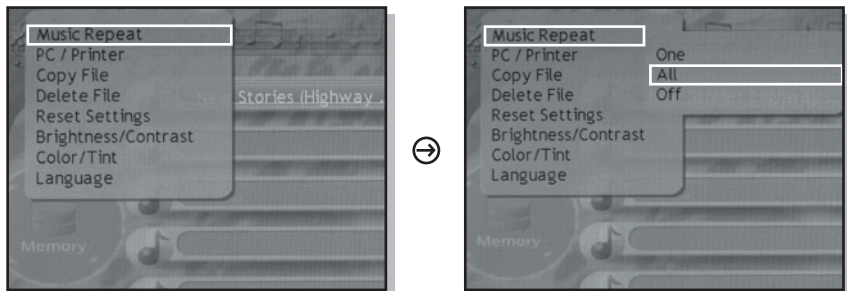 Music Repeat
PC / Printer
Copy File
Delete File
Reset Settings
Brightness/Contrast
Color/Tint
Language
Stories (Highway .
Memory
Music Repeat
PC / Printer
Copy File
Delete File
Reset Settings
Brightness/Contrast
Color/Tint
Language
One
All
Off
Memory